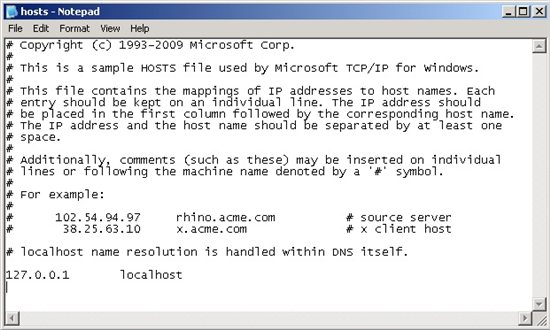 hosts - Notepad
File Edit Format View Help
# Copyright (c) 1993-2009 Microsoft Corp.
#
# This is a sample HOSTS file used by Microsoft TCP/IP for Windows.
#
# This file contains the mappings of IP addresses to host names. Each
# entry should be kept on an individual line. The IP address should
# be placed in the first column followed by the corresponding host name.
# The IP address and the host name should be separated by at least one
# space.
#
# Additionally, comments (such as these) may be inserted on individual
# lines or following the machine name denoted by a '#' symbol.
#
# For example:
#
#      102.54.94.97     rhino.acme.com          # source server
#       38.25.63.10     x.acme.com              # x client host

# localhost name resolution is handled within DNS itself.

127.0.0.1       localhost